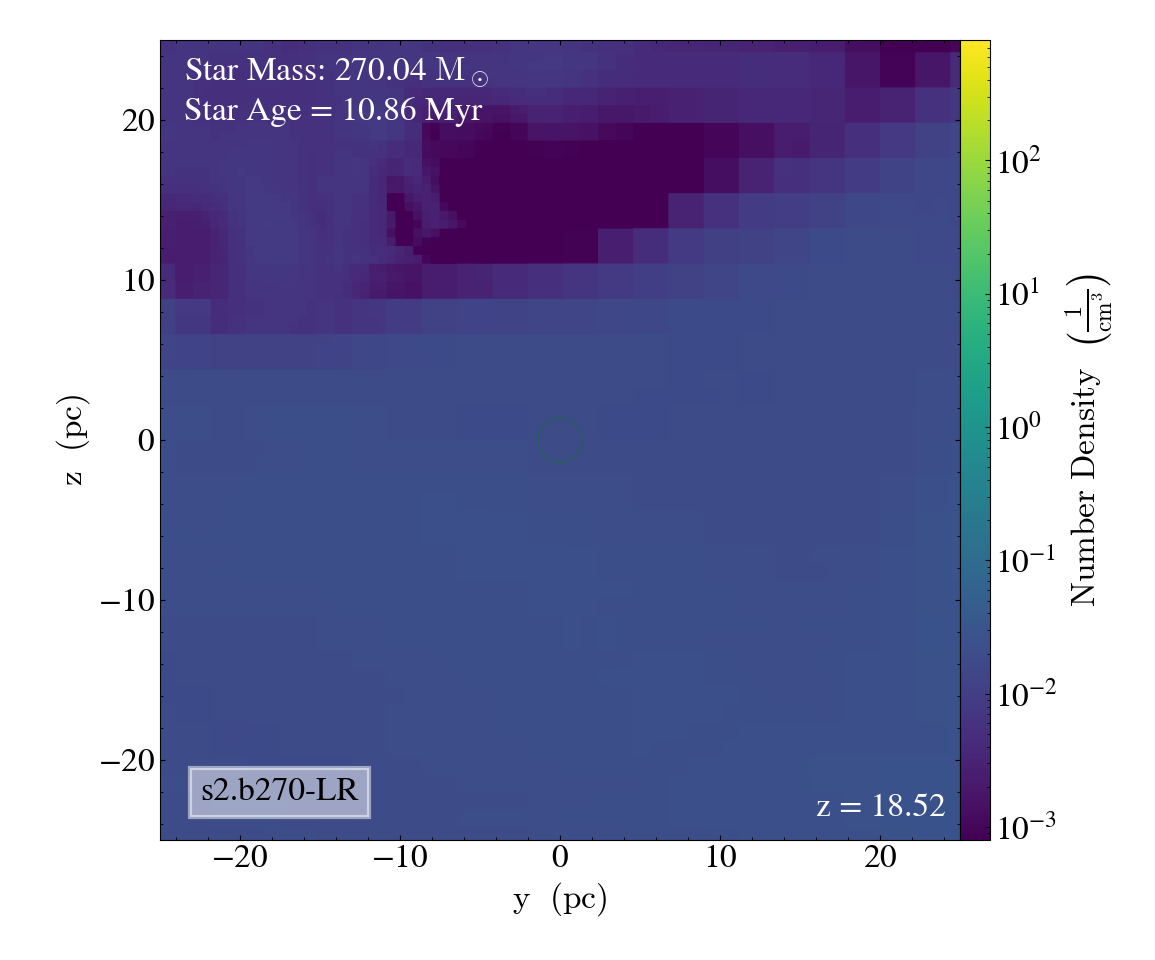 Star Mass: 270.04 M⊙
Star Age = 10.86 Myr
20
10
0
−10
−20
z (pc)
s2.b270-LR
z = 18.52
−20 −10 0 10 20
y (pc)
10² 
10¹
10⁰
10⁻¹
10⁻²
10⁻³
Number Density (1/cm³)